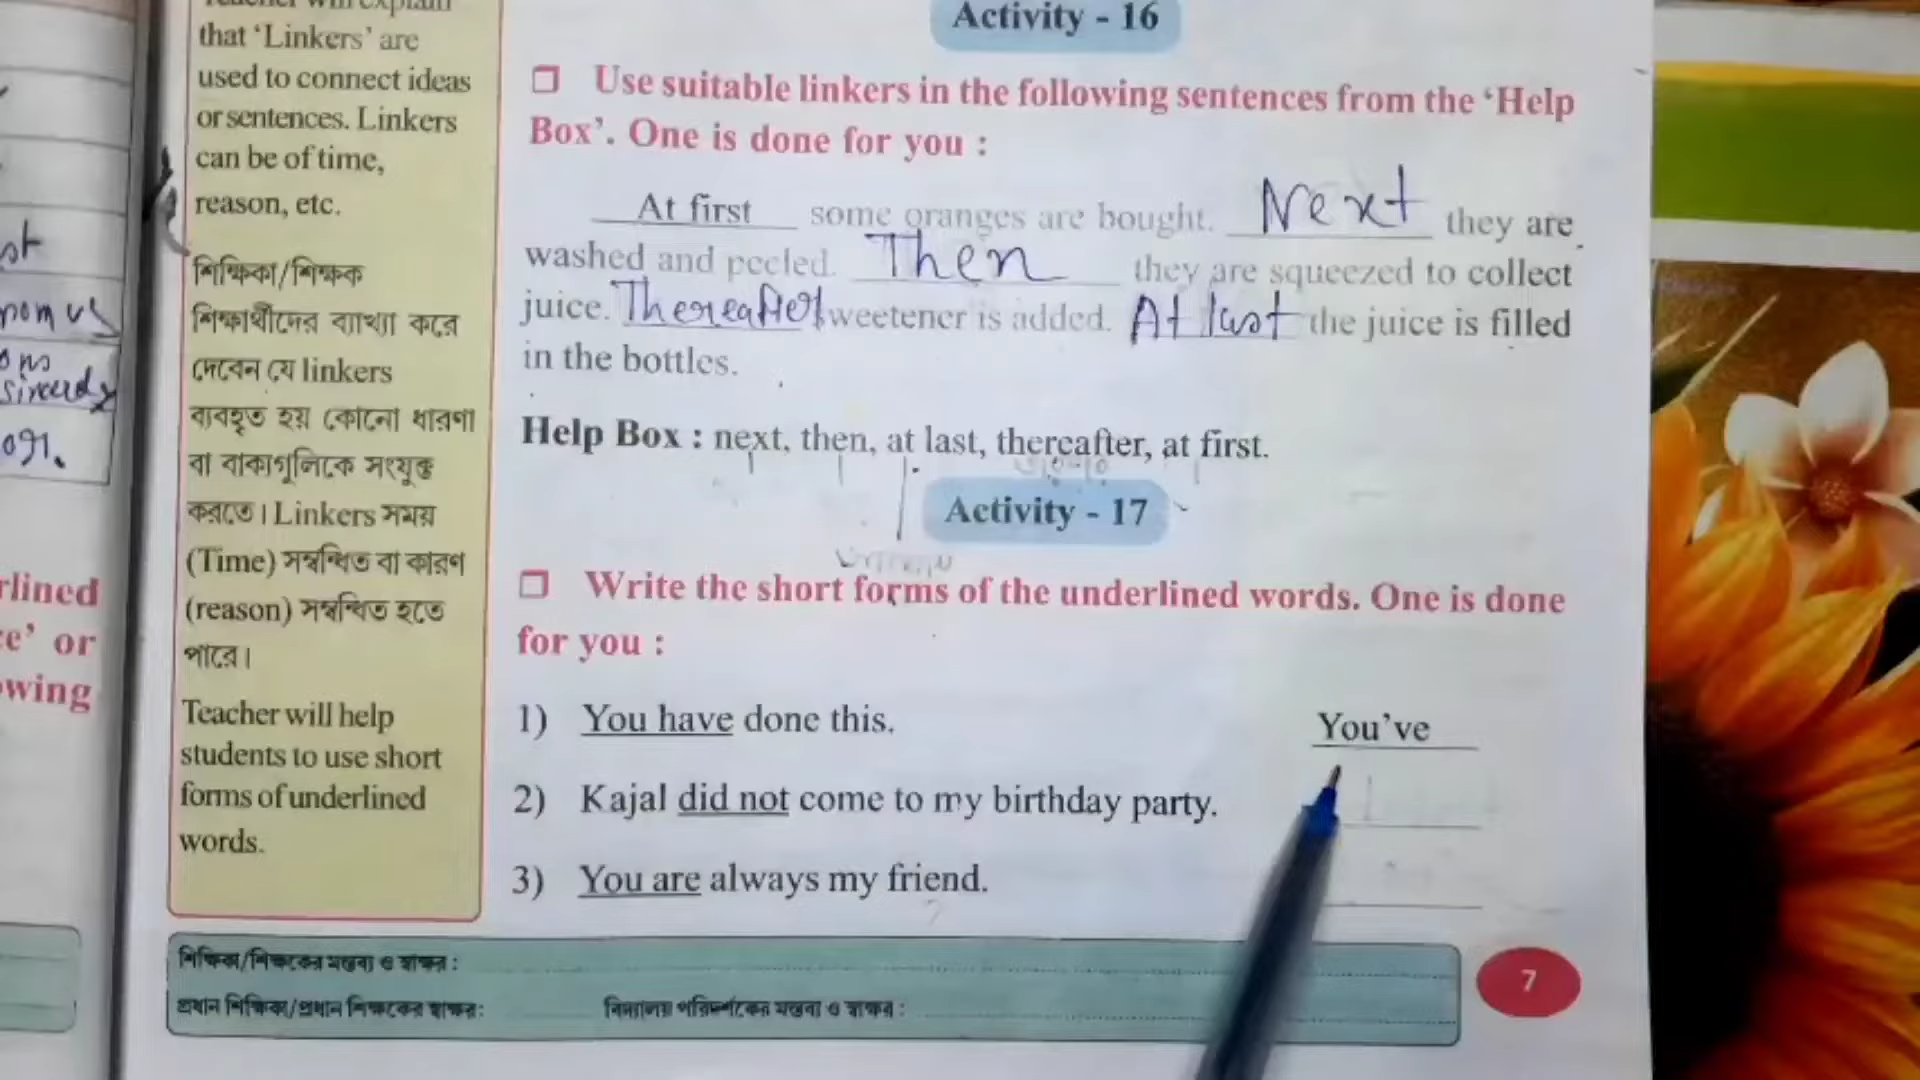 Teacher will explain
that ‘Linkers’ are
used to connect ideas
or sentences. Linkers
can be of time,
reason, etc.
শিক্ষিকা/শিক্ষক
শিক্ষার্থীদের ব্যাখ্যা করে
দেবেন যে linkers
ব্যবহৃত হয় কোনো ধারণা
বা বাক্যগুলিকে সংযুক্ত
করতে। Linkers সময়
(Time) সম্বন্ধিত বা কারণ
(reason) সম্বন্ধিত হতে
পারে।
Teacher will help
students to use short
forms of underlined
words.
Activity - 16
❐ Use suitable linkers in the following sentences from the ‘Help
Box’. One is done for you :
At first some oranges are bought. Next they are
washed and peeled. Then they are squeezed to collect
juice. Thereafter sweetener is added. At last the juice is filled
in the bottles.
Help Box : next, then, at last, thereafter, at first.
Activity - 17
❐ Write the short forms of the underlined words. One is done
for you :
1) You have done this. You’ve
2) Kajal did not come to my birthday party.
3) You are always my friend.
শিক্ষিকা/শিক্ষকের মন্তব্য ও স্বাক্ষর :
প্রধান শিক্ষিকা/প্রধান শিক্ষকের স্বাক্ষর: বিদ্যালয় পরিদর্শকের মন্তব্য ও স্বাক্ষর :
7
rlined
e’ or
wing